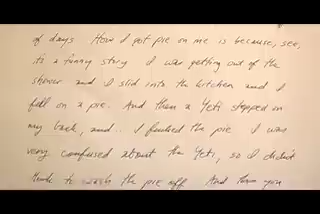 of days. How I got pie on me is because, see,
its a funny story. I was getting out of the
shower and I slid into the kitchen and I
fell on a pie. And then a Yeti stepped on
my back, and.. I fucked the pie. I was
very confused about the Yeti, so I didn't
think to wash the pie off. And then you